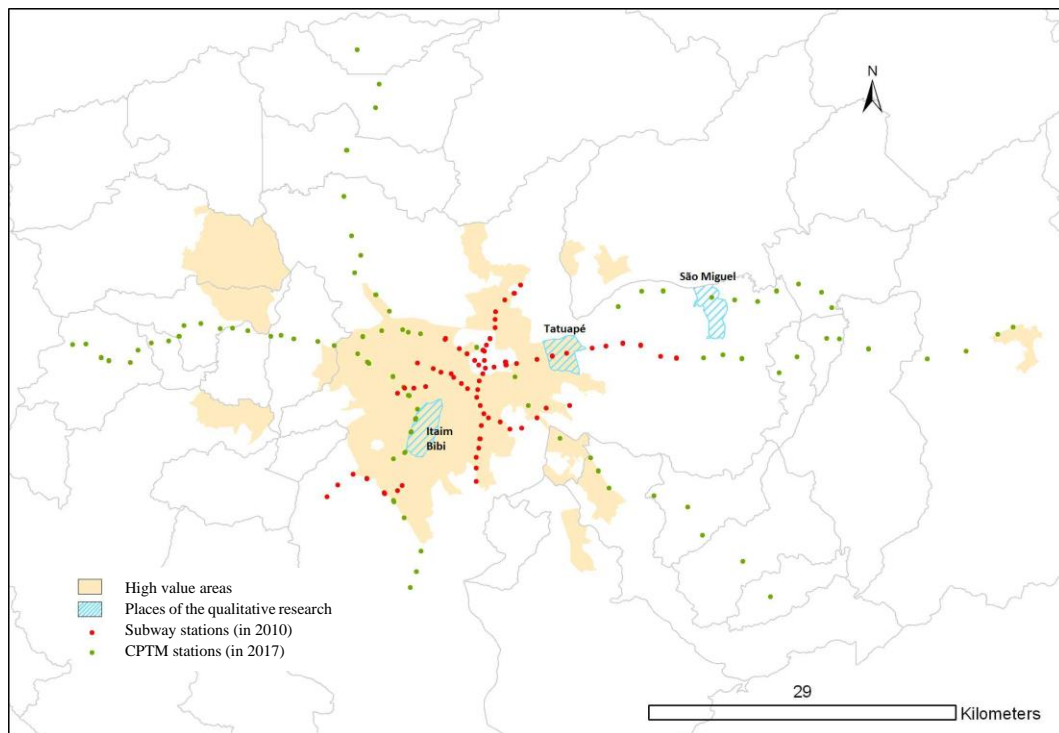 N
São Miguel
Tatuapé
Itaim
Bibi
High value areas
Places of the qualitative research
Subway stations (in 2010)
CPTM stations (in 2017)
29
Kilometers